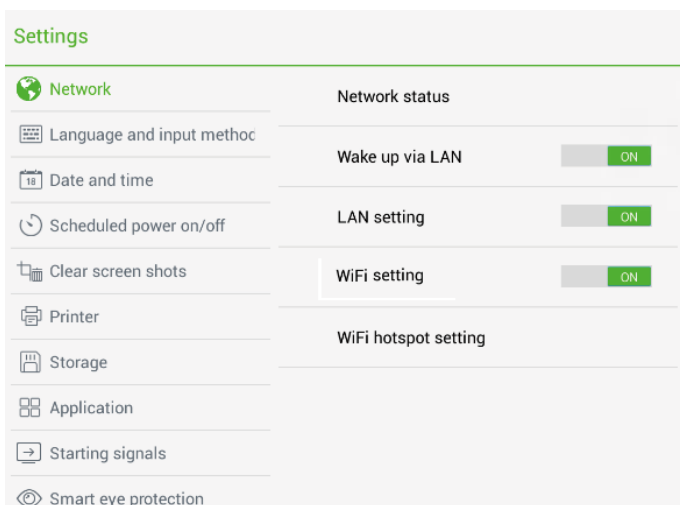 Settings
Network
Language and input method
Date and time
18
Scheduled power on/off
Clear screen shots
Printer
Storage
Application
Starting signals
Smart eye protection
Network status
Wake up via LAN ON
LAN setting ON
WiFi setting ON
WiFi hotspot setting